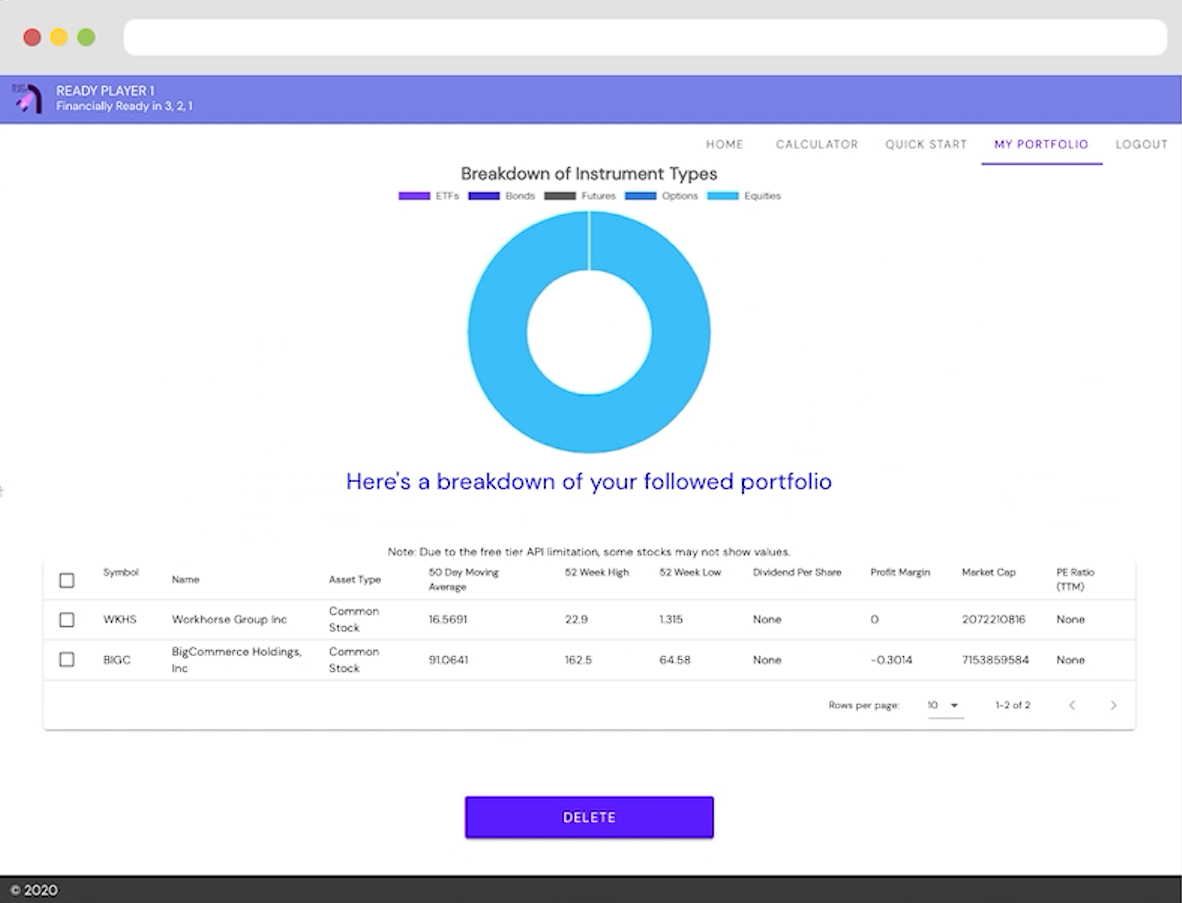 READY PLAYER 1
Financially Ready in 3, 2, 1
HOME CALCULATOR QUICK START MY PORTFOLIO LOGOUT
Breakdown of Instrument Types
ETFs Bonds Futures Options Equities
Here's a breakdown of your followed portfolio
Note: Due to the free tier API limitation, some stocks may not show values.
Symbol Name Asset Type 50 Day Moving Average 52 Week High 52 Week Low Dividend Per Share Profit Margin Market Cap PE Ratio (TTM)
WKHS Workhorse Group Inc Common Stock 16.5691 22.9 1.315 None 0 2072210816 None
BIGC BigCommerce Holdings, Inc Common Stock 91.0641 162.5 64.58 None -0.3014 7153859584 None
Rows per page: 10 1-2 of 2
DELETE
© 2020